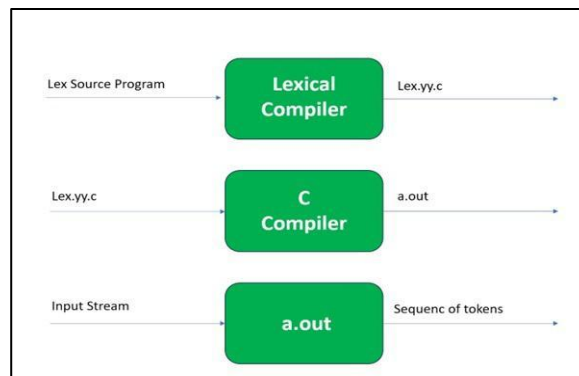 Lex Source Program
Lexical
Compiler
Lex.yy.c
Lex.yy.c
C
Compiler
a.out
Input Stream
a.out
Sequenc of tokens